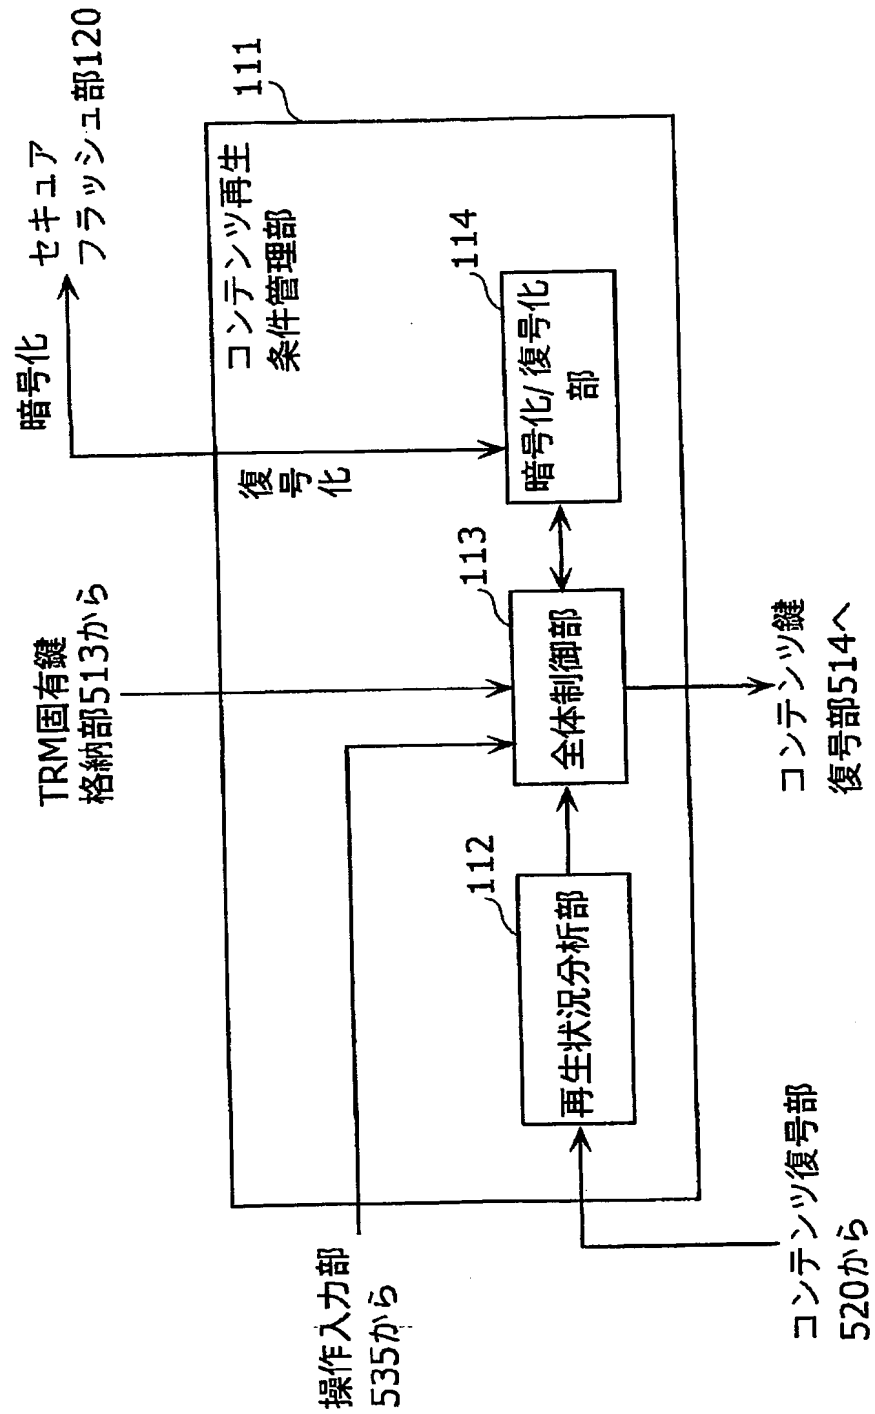 暗号化
セキュア
フラッシュ部120
111
コンテンツ再生
条件管理部
復
号
化
TRM固有鍵
格納部513から
操作入力部
535から
112
再生状況分析部
113
全体制御部
114
暗号化/復号化
部
コンテンツ鍵
復号部514へ
コンテンツ復号部
520から